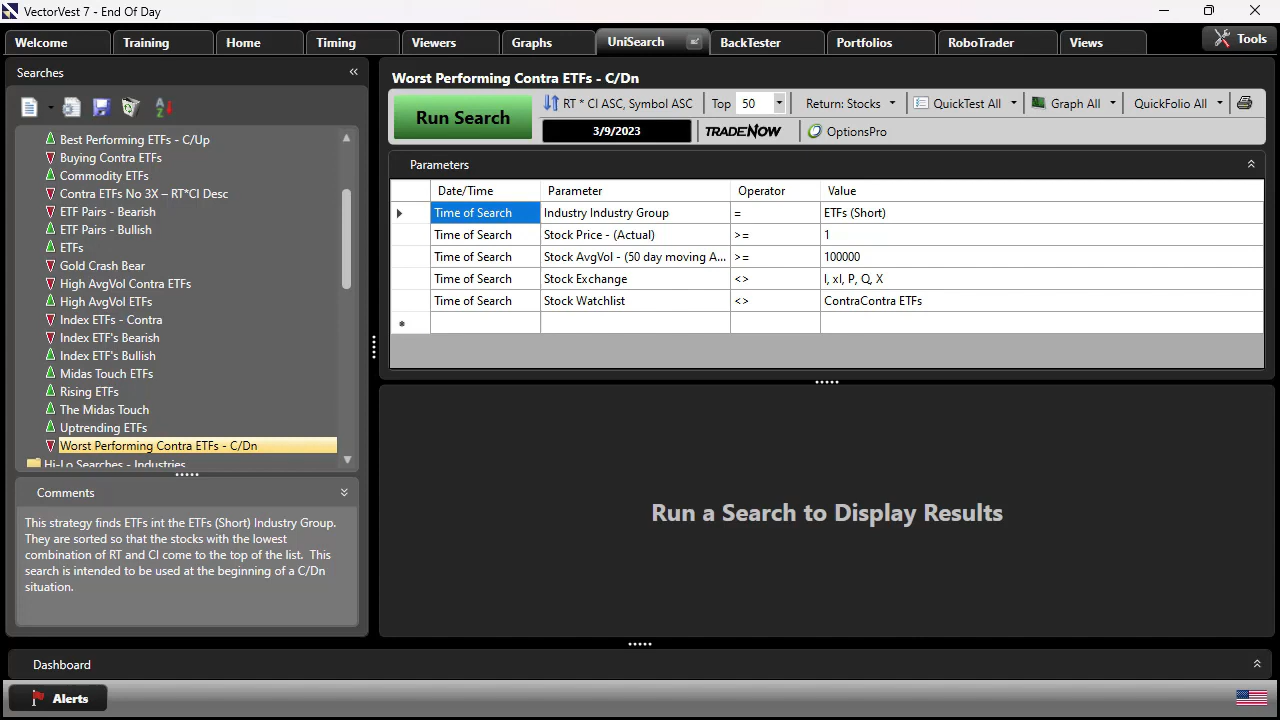 VectorVest 7 - End Of Day
Welcome
Training
Home
Timing
Viewers
Graphs
UniSearch
BackTester
Portfolios
RoboTrader
Views
Tools
Searches
Best Performing ETFs - C/Up
Buying Contra ETFs
Commodity ETFs
Contra ETFs No 3X – RT*CI Desc
ETF Pairs - Bearish
ETF Pairs - Bullish
ETFs
Gold Crash Bear
High AvgVol Contra ETFs
High AvgVol ETFs
Index ETFs - Contra
Index ETF's Bearish
Index ETF's Bullish
Midas Touch ETFs
Rising ETFs
The Midas Touch
Uptrending ETFs
Worst Performing Contra ETFs - C/Dn
Hi-Lo Searches - Industries
Comments
This strategy finds ETFs int the ETFs (Short) Industry Group.
They are sorted so that the stocks with the lowest
combination of RT and CI come to the top of the list.  This
search is intended to be used at the beginning of a C/Dn
situation.
Worst Performing Contra ETFs - C/Dn
Run Search
RT * CI ASC, Symbol ASC
Top 50
Return: Stocks
QuickTest All
Graph All
QuickFolio All
3/9/2023
TRADENOW
OptionsPro
Parameters
Date/Time Parameter Operator Value
Time of Search Industry Industry Group = ETFs (Short)
Time of Search Stock Price - (Actual) >= 1
Time of Search Stock AvgVol - (50 day moving A... >= 100000
Time of Search Stock Exchange <> I, xI, P, Q, X
Time of Search Stock Watchlist <> ContraContra ETFs
Run a Search to Display Results
Dashboard
Alerts